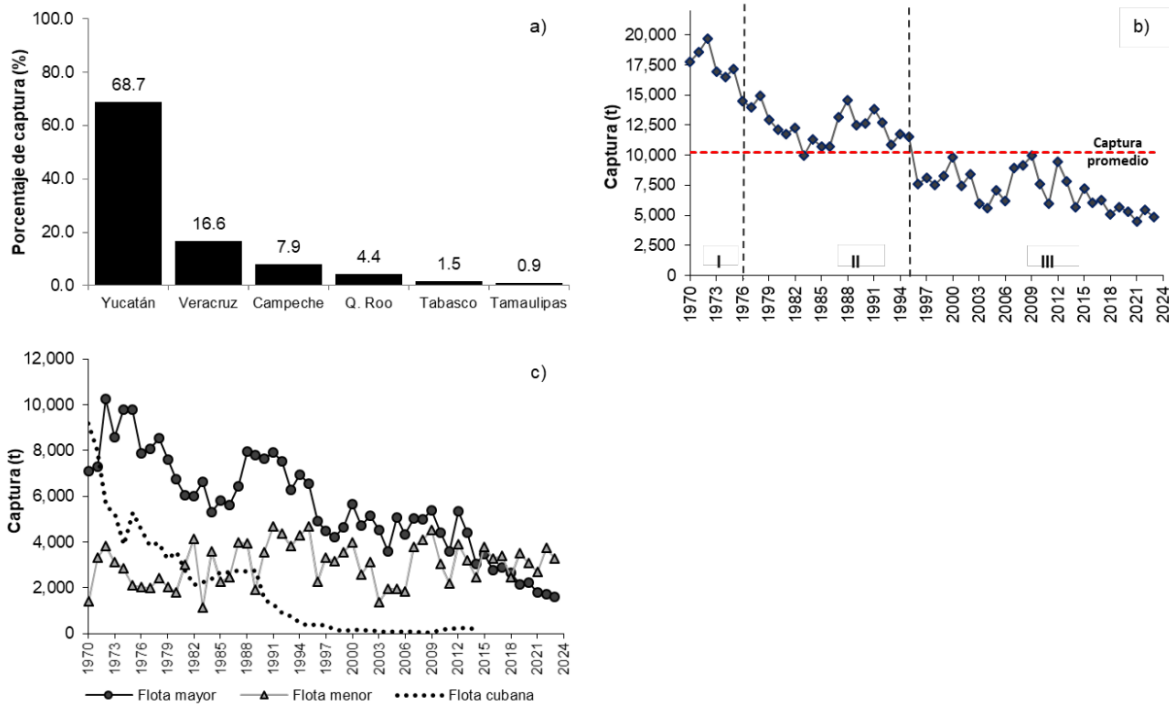 a)
Porcentaje de captura (%)
100.0
80.0
60.0
40.0
20.0
0.0
68.7
16.6
7.9
4.4
1.5
0.9
Yucatán Veracruz Campeche Q. Roo Tabasco Tamaulipas
b)
Captura (t)
20,000
17,500
15,000
12,500
10,000
7,500
5,000
2,500
0
Captura
promedio
I II III
1970 1973 1976 1979 1982 1985 1988 1991 1994 1997 2000 2003 2006 2009 2012 2015 2018 2021 2024
c)
Captura (t)
12,000
10,000
8,000
6,000
4,000
2,000
0
1970 1973 1976 1979 1982 1985 1988 1991 1994 1997 2000 2003 2006 2009 2012 2015 2018 2021 2024
Flota mayor Flota menor Flota cubana